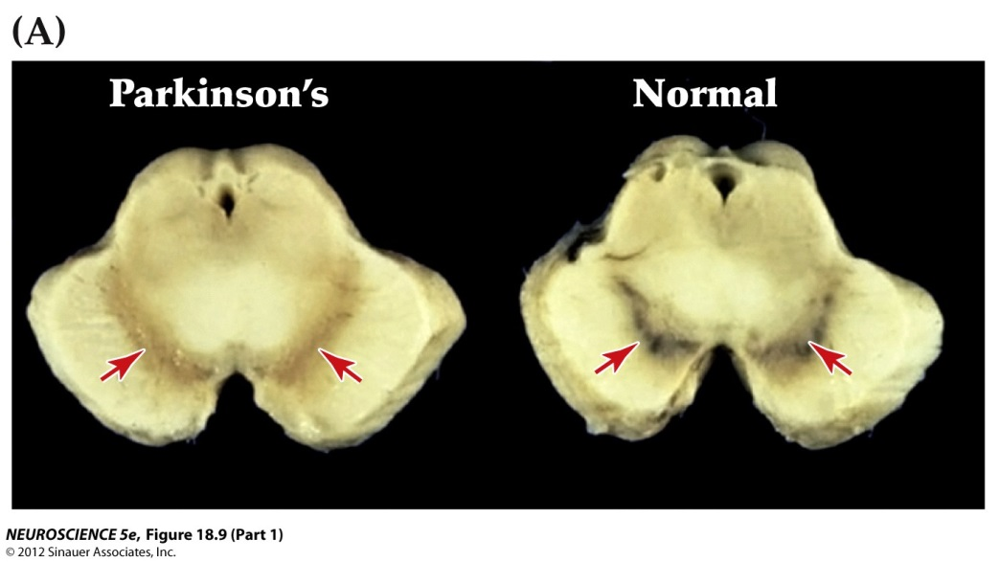 (A)
Parkinson's Normal
NEUROSCIENCE 5e, Figure 18.9 (Part 1)
© 2012 Sinauer Associates, Inc.